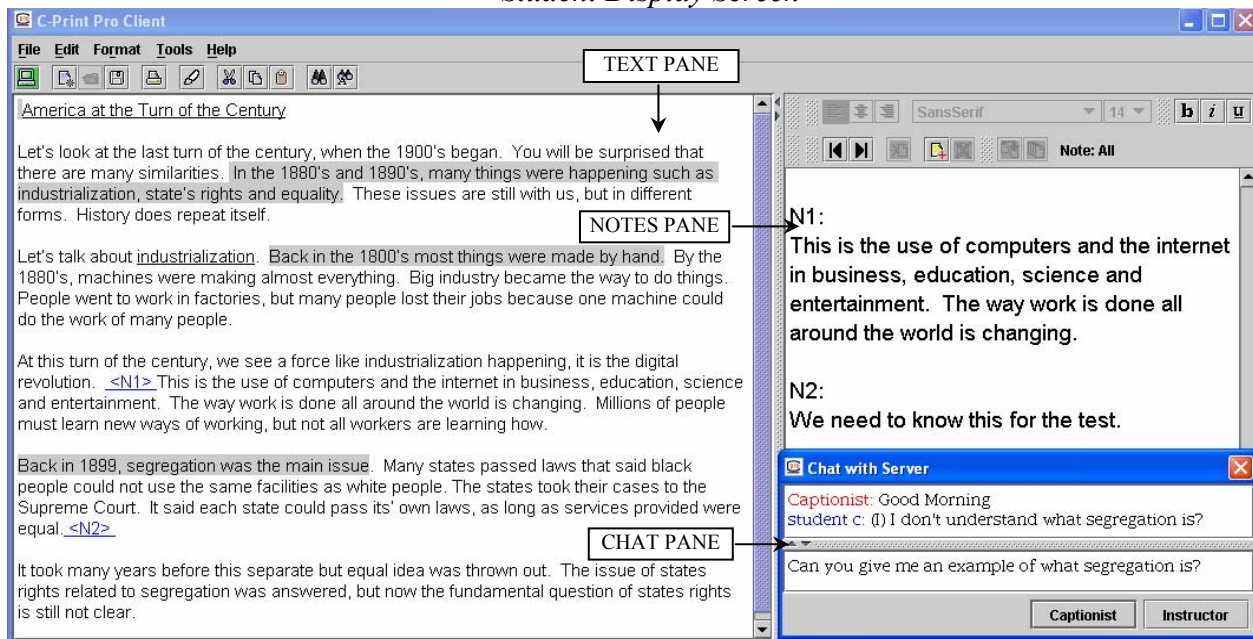 Student Display Screen
C-Print Pro Client
File Edit Format Tools Help
TEXT PANE
America at the Turn of the Century
Let's look at the last turn of the century, when the 1900's began. You will be surprised that
there are many similarities. In the 1880's and 1890's, many things were happening such as
industrialization, state's rights and equality. These issues are still with us, but in different
forms. History does repeat itself.
Let's talk about industrialization. Back in the 1800's most things were made by hand. By the
1880's, machines were making almost everything. Big industry became the way to do things.
People went to work in factories, but many people lost their jobs because one machine could
do the work of many people.
At this turn of the century, we see a force like industrialization happening, it is the digital
revolution. <N1> This is the use of computers and the internet in business, education, science
and entertainment. The way work is done all around the world is changing. Millions of people
must learn new ways of working, but not all workers are learning how.
Back in 1899, segregation was the main issue. Many states passed laws that said black
people could not use the same facilities as white people. The states took their cases to the
Supreme Court. It said each state could pass its' own laws, as long as services provided were
equal. <N2>
It took many years before this separate but equal idea was thrown out. The issue of states
rights related to segregation was answered, but now the fundamental question of states rights
is still not clear.
SansSerif 14 b i u
Note: All
NOTES PANE
N1:
This is the use of computers and the internet
in business, education, science and
entertainment. The way work is done all
around the world is changing.
N2:
We need to know this for the test.
Chat with Server
Captionist: Good Morning
student c: (I) I don't understand what segregation is?
CHAT PANE
Can you give me an example of what segregation is?
Captionist Instructor